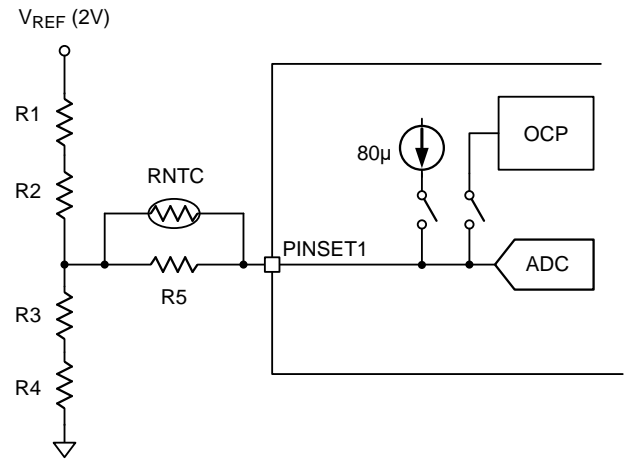 VREF (2V)
R1
R2
RNTC
R5
R3
R4
PINSET1
80µ
OCP
ADC